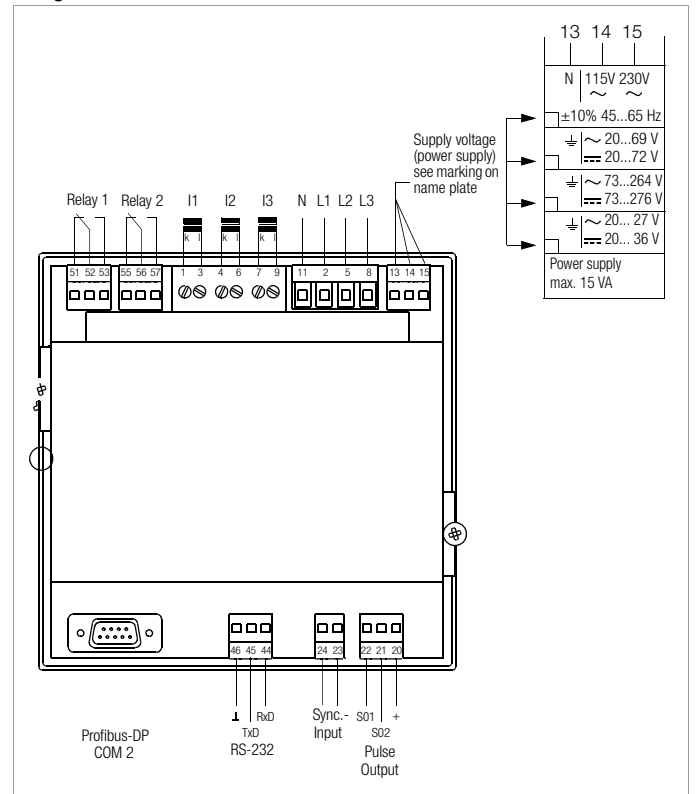 13 14 15
N 115V 230V
~ ~
±10% 45...65 Hz
⏚ ~ 20...69 V
⎓ 20...72 V
⏚ ~ 73...264 V
⎓ 73...276 V
⏚ ~ 20... 27 V
⎓ 20... 36 V
Power supply
max. 15 VA
Supply voltage
(power supply)
see marking on
name plate
Relay 1 Relay 2 I1 I2 I3 N L1 L2 L3
k l k l k l
51 52 53 55 56 57 1 3 4 6 7 9 11 2 5 8 13 14 15
46 45 44 24 23 22 21 20
⊥ RxD
TxD
RS-232
Sync.-
Input
S01 +
S02
Pulse
Output
Profibus-DP
COM 2